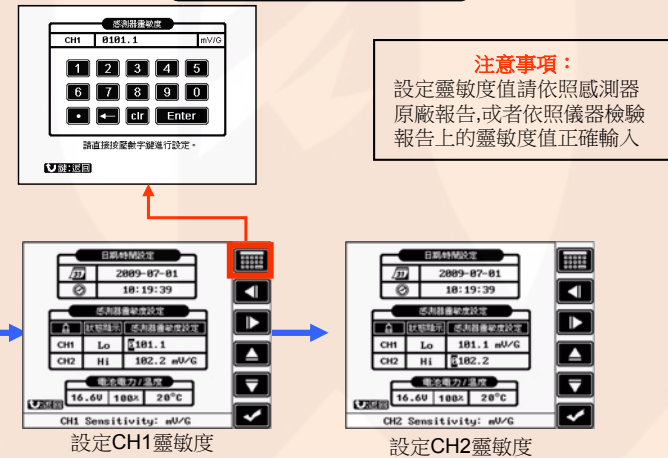 感測器靈敏度
CH1 0101.1 mV/G
1 2 3 4 5
6 7 8 9 0
• ← clr Enter
請直接按壓數字鍵進行設定。
鍵:返回
注意事項：
設定靈敏度值請依照感測器
原廠報告,或者依照儀器檢驗
報告上的靈敏度值正確輸入
日期時間設定
31 2009-07-01
10:19:39
感測器靈敏度設定
狀態顯示 感測器靈敏度設定
CH1 Lo 0101.1
CH2 Hi 102.2 mV/G
電池電力/溫度
16.6V 100% 20°C
CH1 Sensitivity: mV/G
設定CH1靈敏度
日期時間設定
31 2009-07-01
10:19:39
感測器靈敏度設定
狀態顯示 感測器靈敏度設定
CH1 Lo 101.1 mV/G
CH2 Hi 0102.2
電池電力/溫度
16.6V 100% 20°C
CH2 Sensitivity: mV/G
設定CH2靈敏度